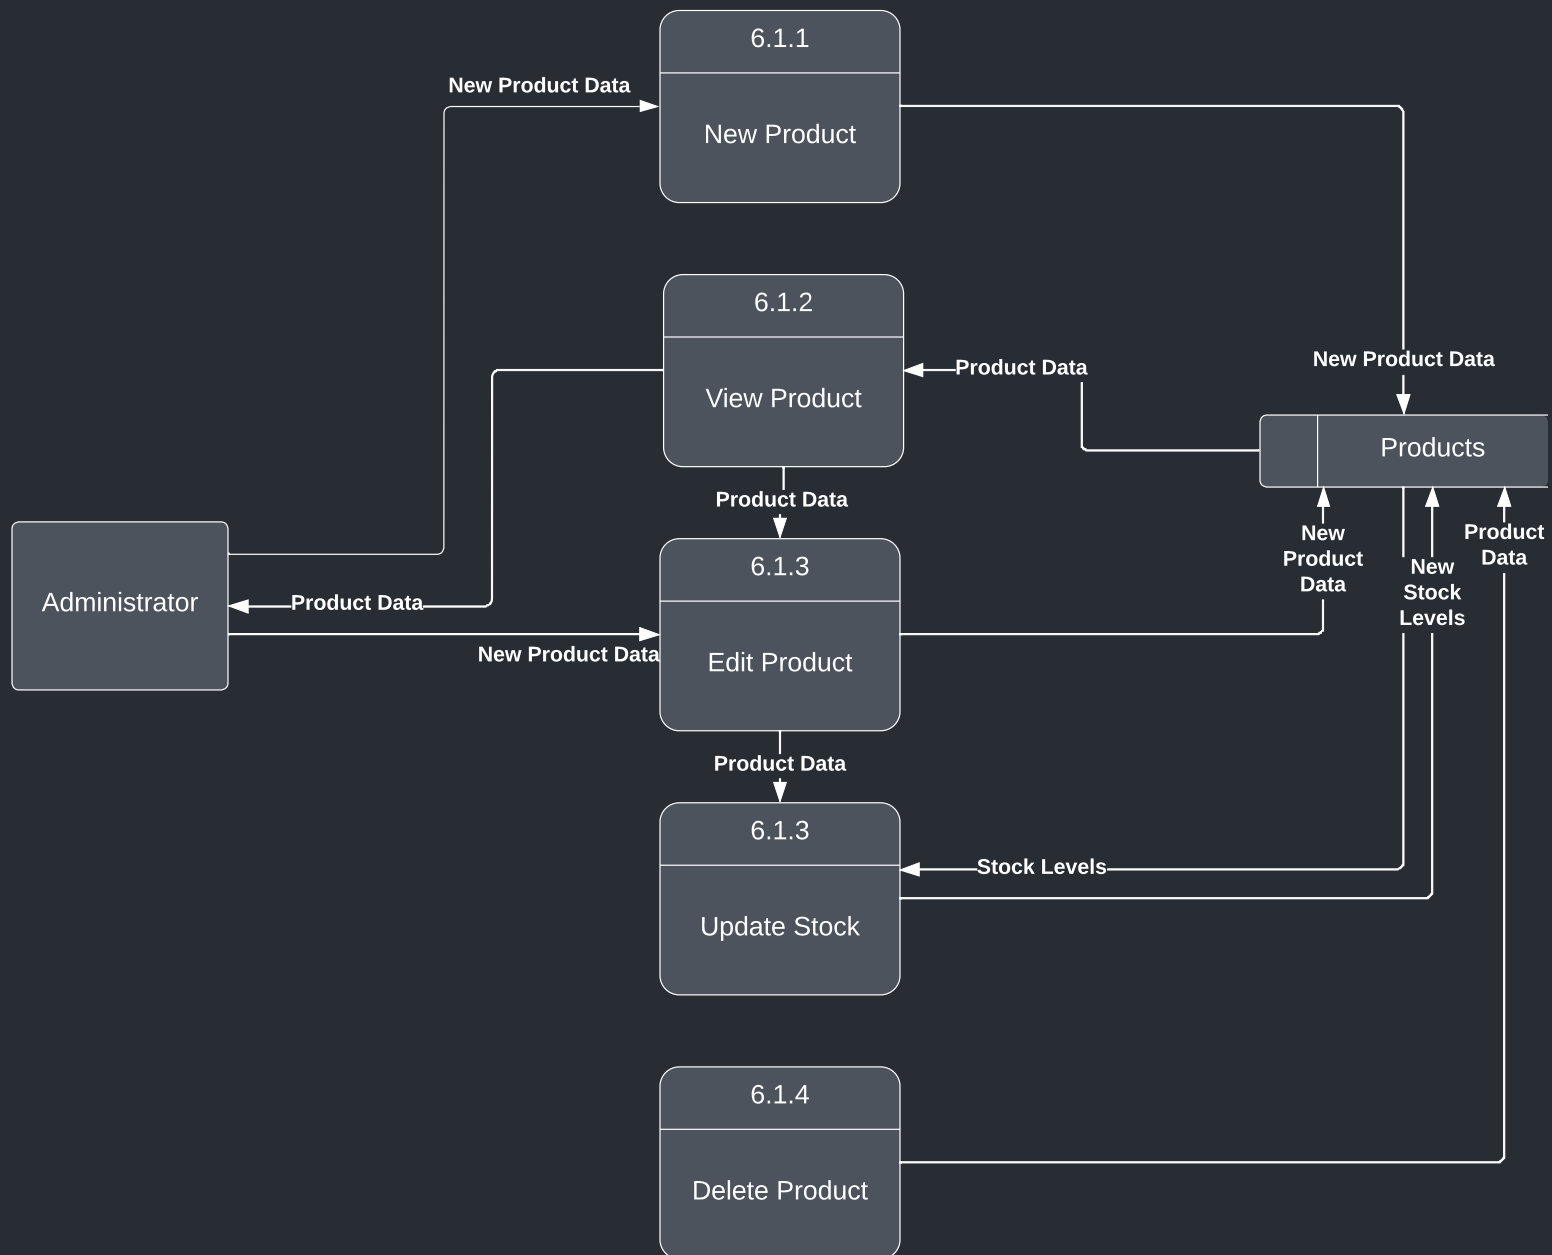 6.1.1
New Product Data
New Product
6.1.2
New Product Data
Product Data
View Product
Products
Product Data
New
Product
Data
Product
Data
6.1.3
New
Stock
Levels
Administrator
Product Data
New Product Data
Edit Product
Product Data
6.1.3
Stock Levels
Update Stock
6.1.4
Delete Product